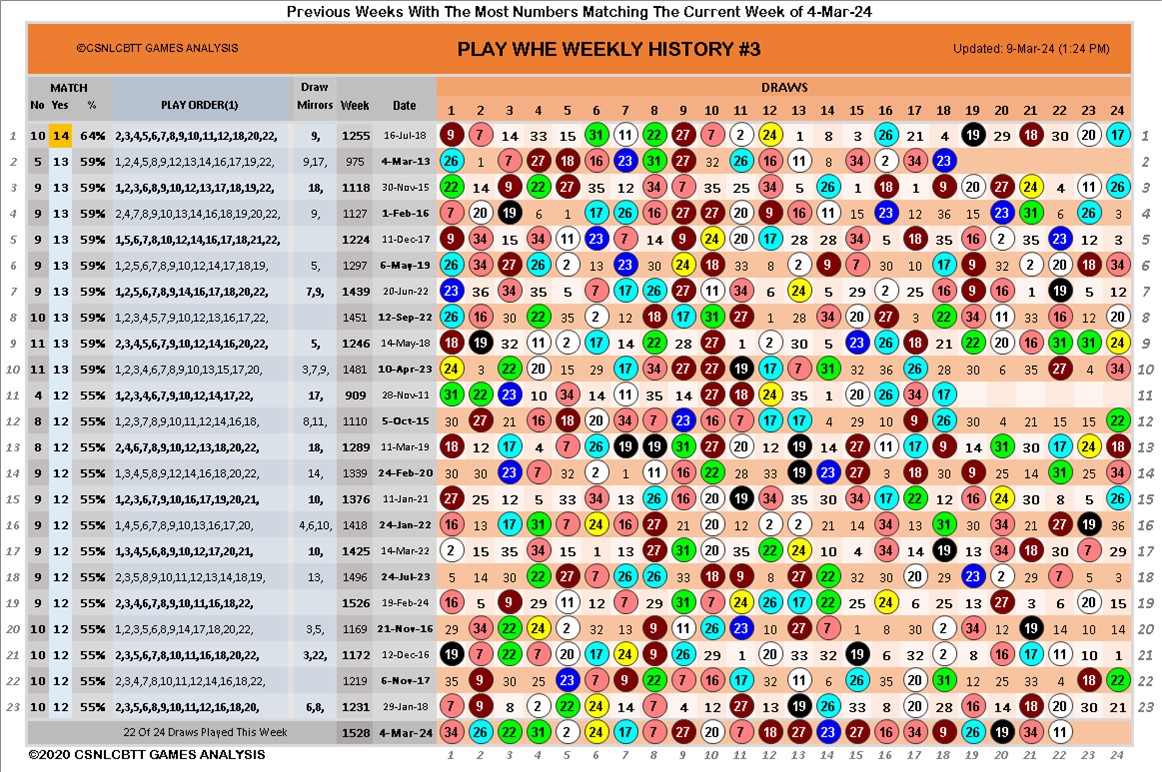 Previous Weeks With The Most Numbers Matching The Current Week of 4-Mar-24
©CSNLCBTT GAMES ANALYSIS PLAY WHE WEEKLY HISTORY #3 Updated: 9-Mar-24 (1:24 PM)
MATCH Draw DRAWS
No Yes % PLAY ORDER(1) Mirrors Week Date 1 2 3 4 5 6 7 8 9 10 11 12 13 14 15 16 17 18 19 20 21 22 23 24
1 10 14 64% 2,3,4,5,6,7,8,9,10,11,12,18,20,22, 9, 1255 16-Jul-18 9 7 14 33 15 31 11 22 27 7 2 24 1 8 3 26 21 4 19 29 18 30 20 17 1
2 5 13 59% 1,2,4,5,8,9,12,13,14,16,17,19,22, 9,17, 975 4-Mar-13 26 1 7 27 18 16 23 31 27 32 26 16 11 8 34 2 34 23 2
3 9 13 59% 1,2,3,6,8,9,10,12,13,17,18,19,22, 18, 1118 30-Nov-15 22 14 9 22 27 35 12 34 7 35 25 34 5 26 1 18 1 9 20 27 24 4 11 26 3
4 9 13 59% 2,4,7,8,9,10,13,14,16,18,19,20,22, 9, 1127 1-Feb-16 7 20 19 6 1 17 26 16 27 27 20 9 16 11 15 23 12 36 15 23 31 6 26 3 4
5 9 13 59% 1,5,6,7,8,10,12,14,16,17,18,21,22, 1224 11-Dec-17 9 34 15 34 11 23 7 14 9 24 20 17 28 28 34 5 18 35 16 2 35 23 12 3 5
6 9 13 59% 1,2,5,6,7,8,9,10,12,14,17,18,19, 5, 1297 6-May-19 26 34 27 26 2 13 23 30 24 18 33 8 2 9 7 30 10 17 9 32 2 20 18 34 6
7 9 13 59% 1,2,5,6,7,8,9,14,16,17,18,20,22, 7,9, 1439 20-Jun-22 23 36 34 35 5 7 17 26 27 11 34 6 24 5 29 2 25 16 9 16 1 19 5 12 7
8 10 13 59% 1,2,3,4,5,7,9,10,12,13,16,17,22, 1451 12-Sep-22 26 16 30 22 35 2 12 18 17 31 27 1 28 34 20 27 3 22 34 11 33 16 8 20 8
9 11 13 59% 2,3,4,5,6,7,9,10,12,14,16,20,22, 5, 1246 14-May-18 18 19 32 11 2 17 14 22 28 27 1 2 30 5 23 26 18 21 22 20 16 31 31 24 9
10 11 13 59% 1,2,3,4,6,7,8,9,10,13,15,17,20, 3,7,9, 1481 10-Apr-23 24 3 22 20 15 29 17 34 27 27 19 17 7 31 32 36 26 28 30 6 35 27 4 34 10
11 4 12 55% 1,2,3,4,6,7,9,10,12,14,17,22, 17, 909 28-Nov-11 31 22 23 10 34 14 11 35 14 27 18 24 35 1 20 17 34 17 11
12 8 12 55% 1,2,3,7,8,9,10,11,12,14,16,18, 8,11, 1110 5-Oct-15 30 27 21 16 18 20 34 7 23 16 7 17 17 4 29 10 9 26 30 4 21 15 15 22 12
13 8 12 55% 2,4,6,7,8,9,10,12,13,18,20,22, 18, 1289 11-Mar-19 18 12 17 4 7 26 19 19 31 27 20 12 19 14 27 11 17 9 14 31 30 17 24 18 13
14 9 12 55% 1,3,4,5,8,9,12,14,16,18,20,22, 14, 1339 24-Feb-20 30 30 23 7 32 2 1 11 16 22 28 33 19 23 27 3 18 30 9 22 14 31 25 34 14
15 9 12 55% 1,2,3,6,7,9,10,16,17,19,20,21, 10, 1376 11-Jan-21 27 25 12 5 33 34 13 26 16 20 19 34 35 30 34 17 22 12 16 24 30 8 5 26 15
16 9 12 55% 1,4,5,6,7,8,9,10,13,16,17,20, 4,6,10, 1418 24-Jan-22 16 13 17 31 7 24 16 27 21 20 12 2 2 21 14 34 13 31 30 34 21 27 19 36 16
17 9 12 55% 1,3,4,5,6,8,9,10,12,17,20,21, 10, 1425 14-Mar-22 2 15 35 34 15 1 13 27 31 20 35 22 24 10 4 34 14 19 13 34 18 30 7 29 17
18 9 12 55% 2,3,5,8,9,10,11,12,13,14,18,19, 13, 1496 24-Jul-23 5 14 30 22 27 7 26 26 33 18 9 8 27 22 32 30 20 29 23 2 29 7 5 3 18
19 9 12 55% 2,3,4,6,7,8,9,10,11,16,18,22, 1526 19-Feb-24 16 5 9 29 11 12 7 29 31 7 24 26 17 22 25 24 6 25 13 27 3 6 20 15 19
20 10 12 55% 1,2,3,5,6,8,9,14,17,18,20,22, 3,5, 1169 21-Nov-16 29 34 22 24 2 32 13 9 11 26 23 10 27 7 1 8 30 2 34 12 19 14 10 14 20
21 10 12 55% 2,3,5,6,7,8,10,11,16,18,20,22, 3,22, 1172 12-Dec-16 19 7 22 7 20 17 24 9 26 29 1 20 33 32 19 6 32 2 8 16 17 11 10 1 21
22 10 12 55% 2,3,4,7,8,10,11,12,14,16,18,22, 1219 6-Nov-17 35 9 30 25 23 7 9 22 7 16 17 32 11 15 26 35 20 31 12 25 33 4 18 22 22
23 10 12 55% 2,3,5,6,8,9,10,11,12,16,18,20, 6,8, 1231 29-Jan-18 7 9 8 2 22 24 14 7 4 12 27 13 19 26 33 8 29 28 16 21 18 20 30 21 23
22 Of 24 Draws Played This Week 1528 4-Mar-24 34 26 22 31 2 24 17 7 27 20 7 18 27 23 27 16 34 9 26 19 34 11
©2020 CSNLCBTT GAMES ANALYSIS 1 2 3 4 5 6 7 8 9 10 11 12 13 14 15 16 17 18 19 20 21 22 23 24